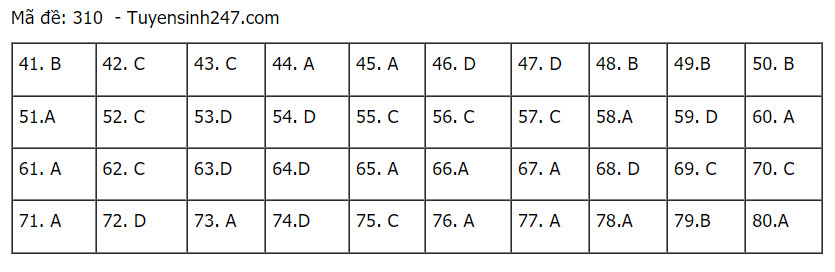 Mã đề: 310 - Tuyensinh247.com
41. B 42. C 43. C 44. A 45. A 46. D 47. D 48. B 49.B 50. B
51.A 52. C 53.D 54. D 55. C 56. C 57. C 58.A 59. D 60. A
61. A 62. C 63.D 64.D 65. A 66.A 67. A 68. D 69. C 70. C
71. A 72. D 73. A 74.D 75. C 76. A 77. A 78.A 79.B 80.A